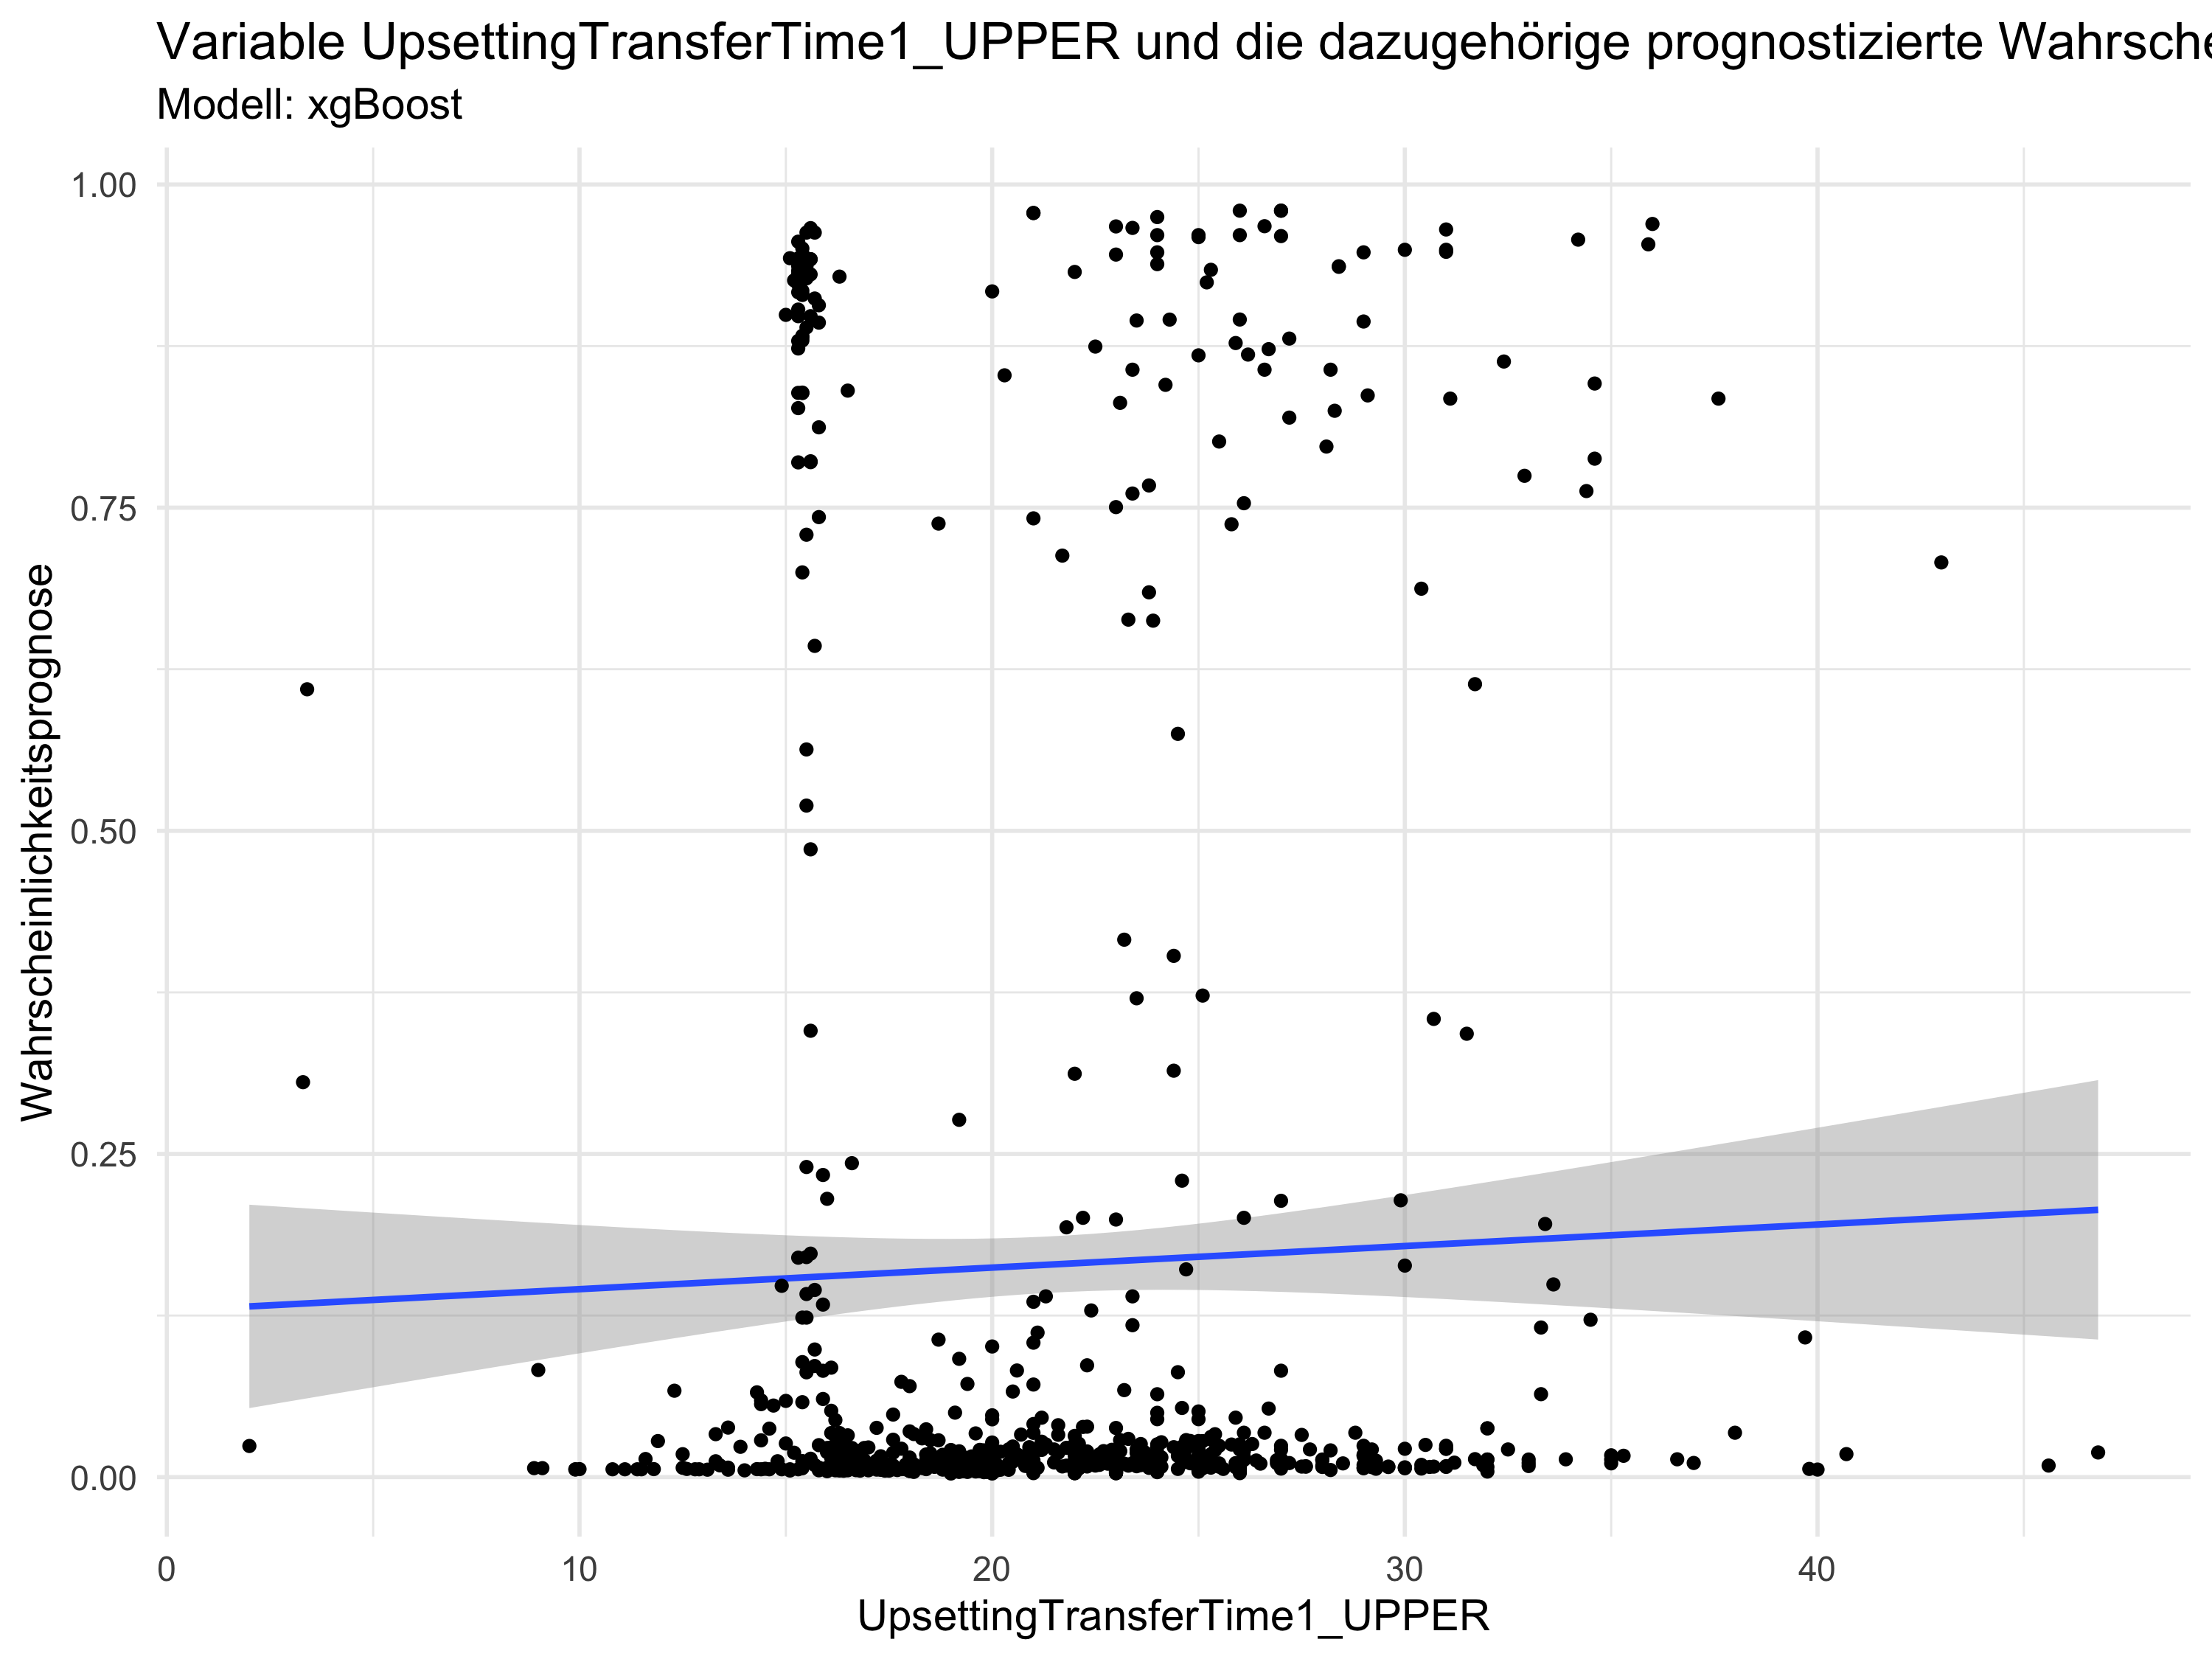 Variable UpsettingTransferTime1_UPPER und die dazugehörige prognostizierte
Modell: xgBoost
1.00
0.75
0.50
0.25
0.00
Wahrscheinlichkeitsprognose
0 10 20 30 40
UpsettingTransferTime1_UPPER